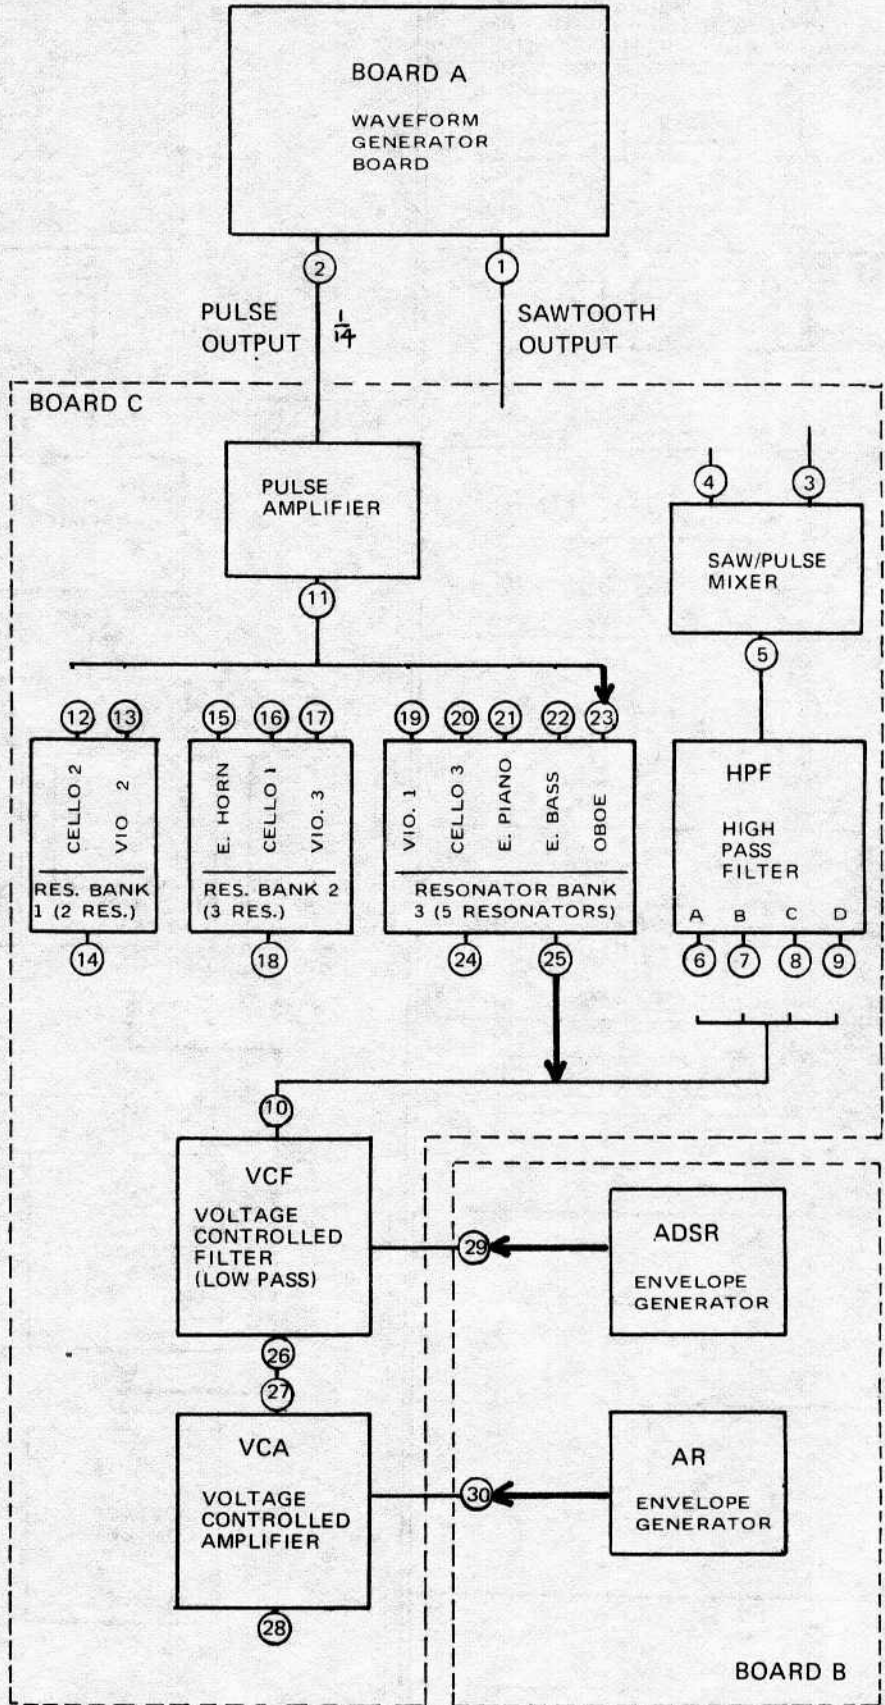 BOARD A
WAVEFORM
GENERATOR
BOARD
2
1
PULSE
OUTPUT
1/14
SAWTOOTH
OUTPUT
BOARD C
PULSE
AMPLIFIER
11
4
3
SAW/PULSE
MIXER
5
12
13
CELLO 2
VIO 2
RES. BANK
1 (2 RES.)
14
15
16
17
E. HORN
CELLO 1
VIO. 3
RES. BANK 2
(3 RES.)
18
19
20
21
22
23
VIO. 1
CELLO 3
E. PIANO
E. BASS
OBOE
RESONATOR BANK
3 (5 RESONATORS)
24
25
HPF
HIGH
PASS
FILTER
A B C D
6
7
8
9
10
VCF
VOLTAGE
CONTROLLED
FILTER
(LOW PASS)
29
ADSR
ENVELOPE
GENERATOR
26
27
VCA
VOLTAGE
CONTROLLED
AMPLIFIER
30
AR
ENVELOPE
GENERATOR
28
BOARD B